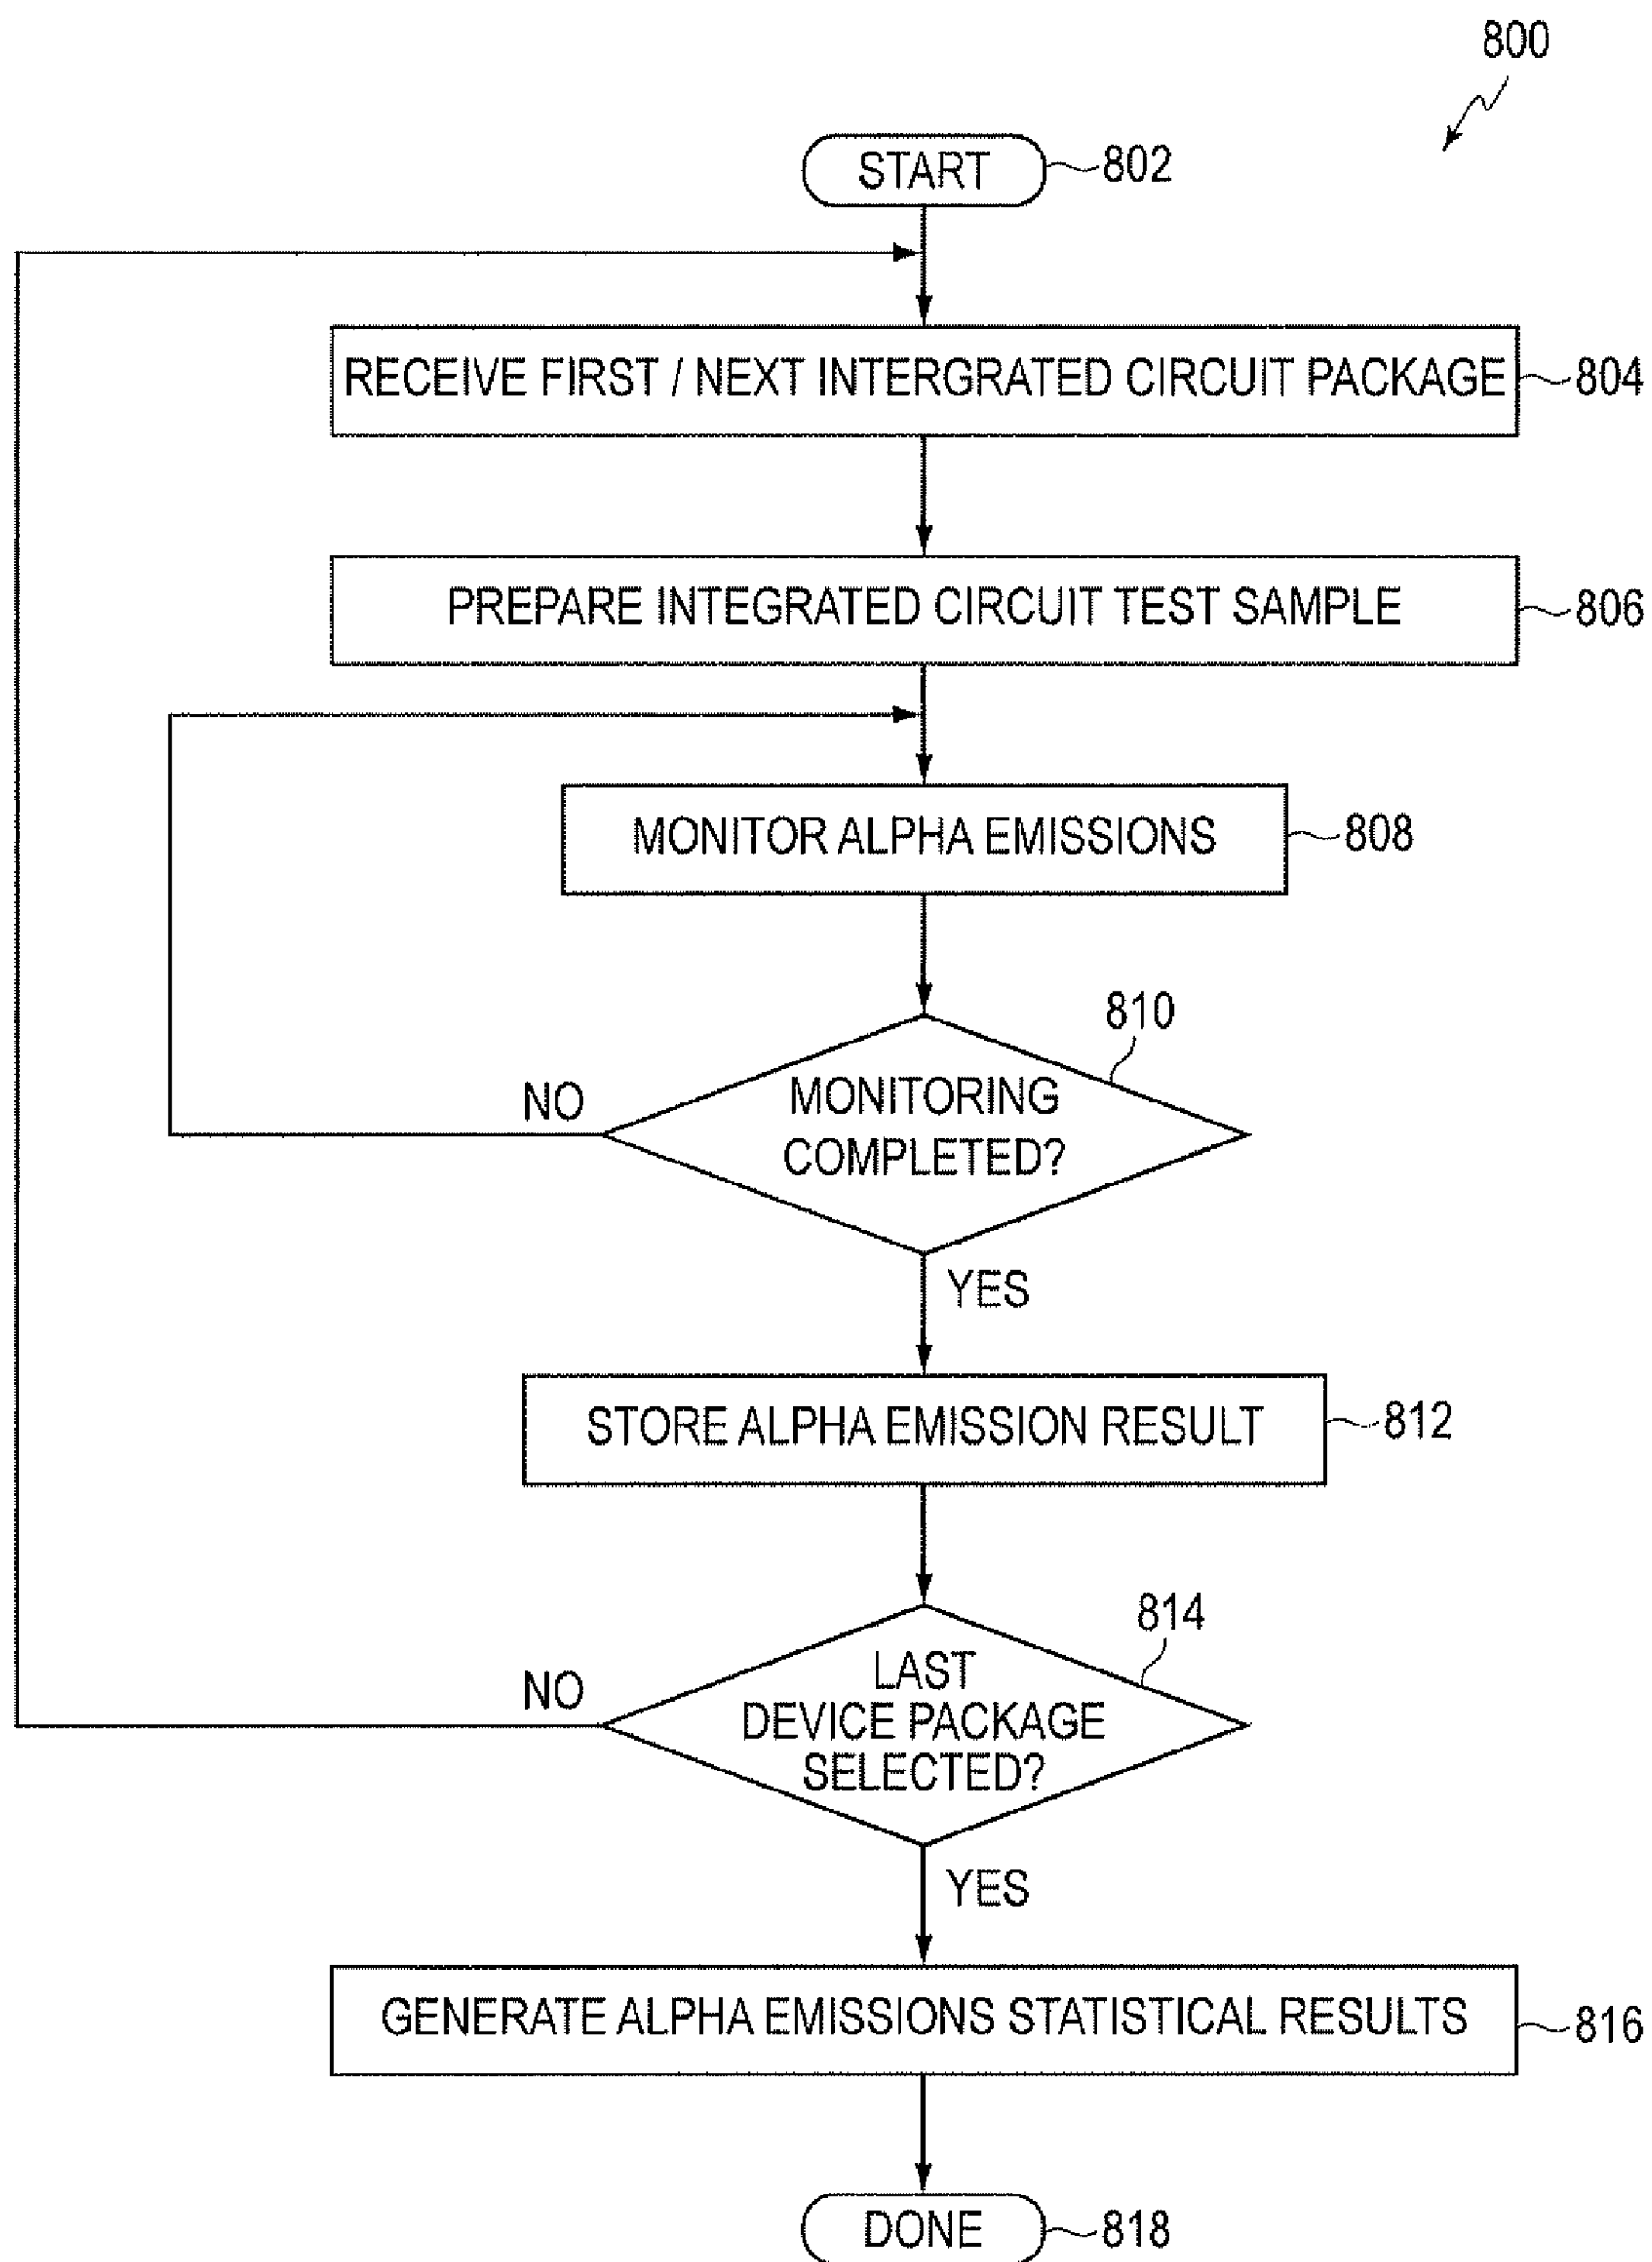 800
START 802
RECEIVE FIRST / NEXT INTERGRATED CIRCUIT PACKAGE 804
PREPARE INTEGRATED CIRCUIT TEST SAMPLE 806
MONITOR ALPHA EMISSIONS 808
810
MONITORING
COMPLETED?
NO
YES
STORE ALPHA EMISSION RESULT 812
814
LAST
DEVICE PACKAGE
SELECTED?
NO
YES
GENERATE ALPHA EMISSIONS STATISTICAL RESULTS 816
DONE 818